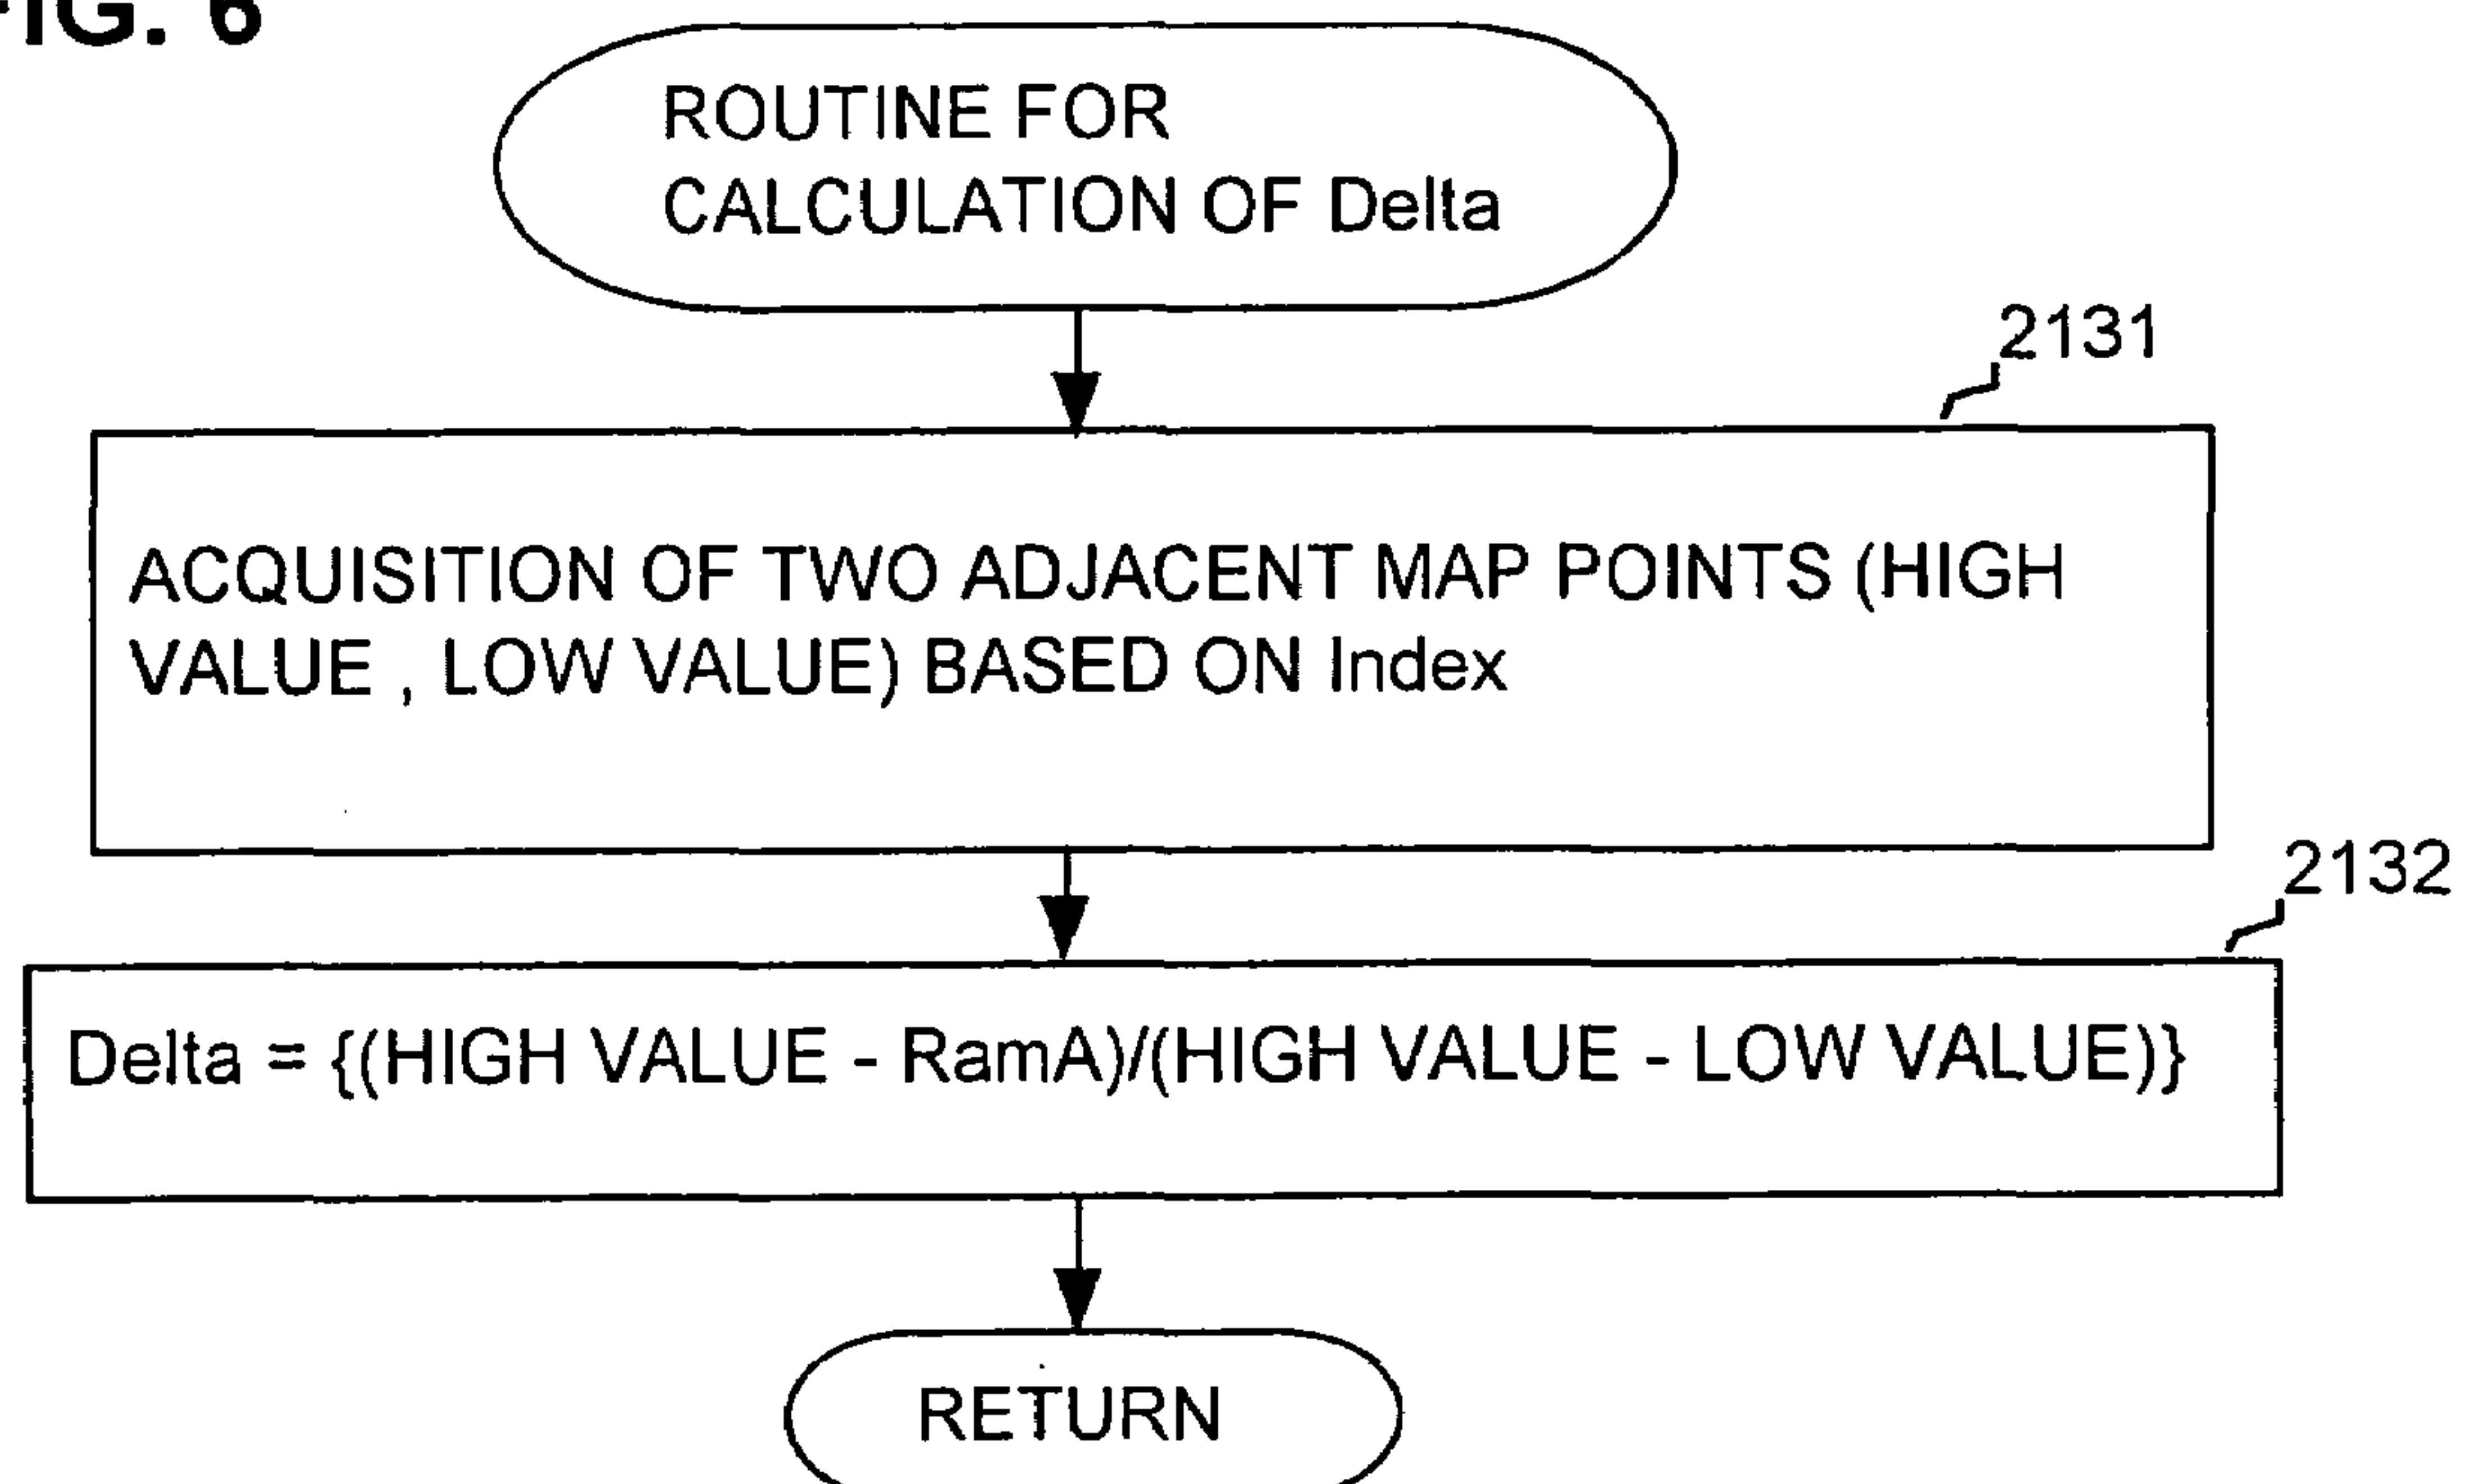 FIG. 6
ROUTINE FOR
CALCULATION OF Delta
2131
ACQUISITION OF TWO ADJACENT MAP POINTS (HIGH
VALUE , LOW VALUE) BASED ON Index
2132
Delta = {(HIGH VALUE - RamA)/(HIGH VALUE - LOW VALUE)}
RETURN